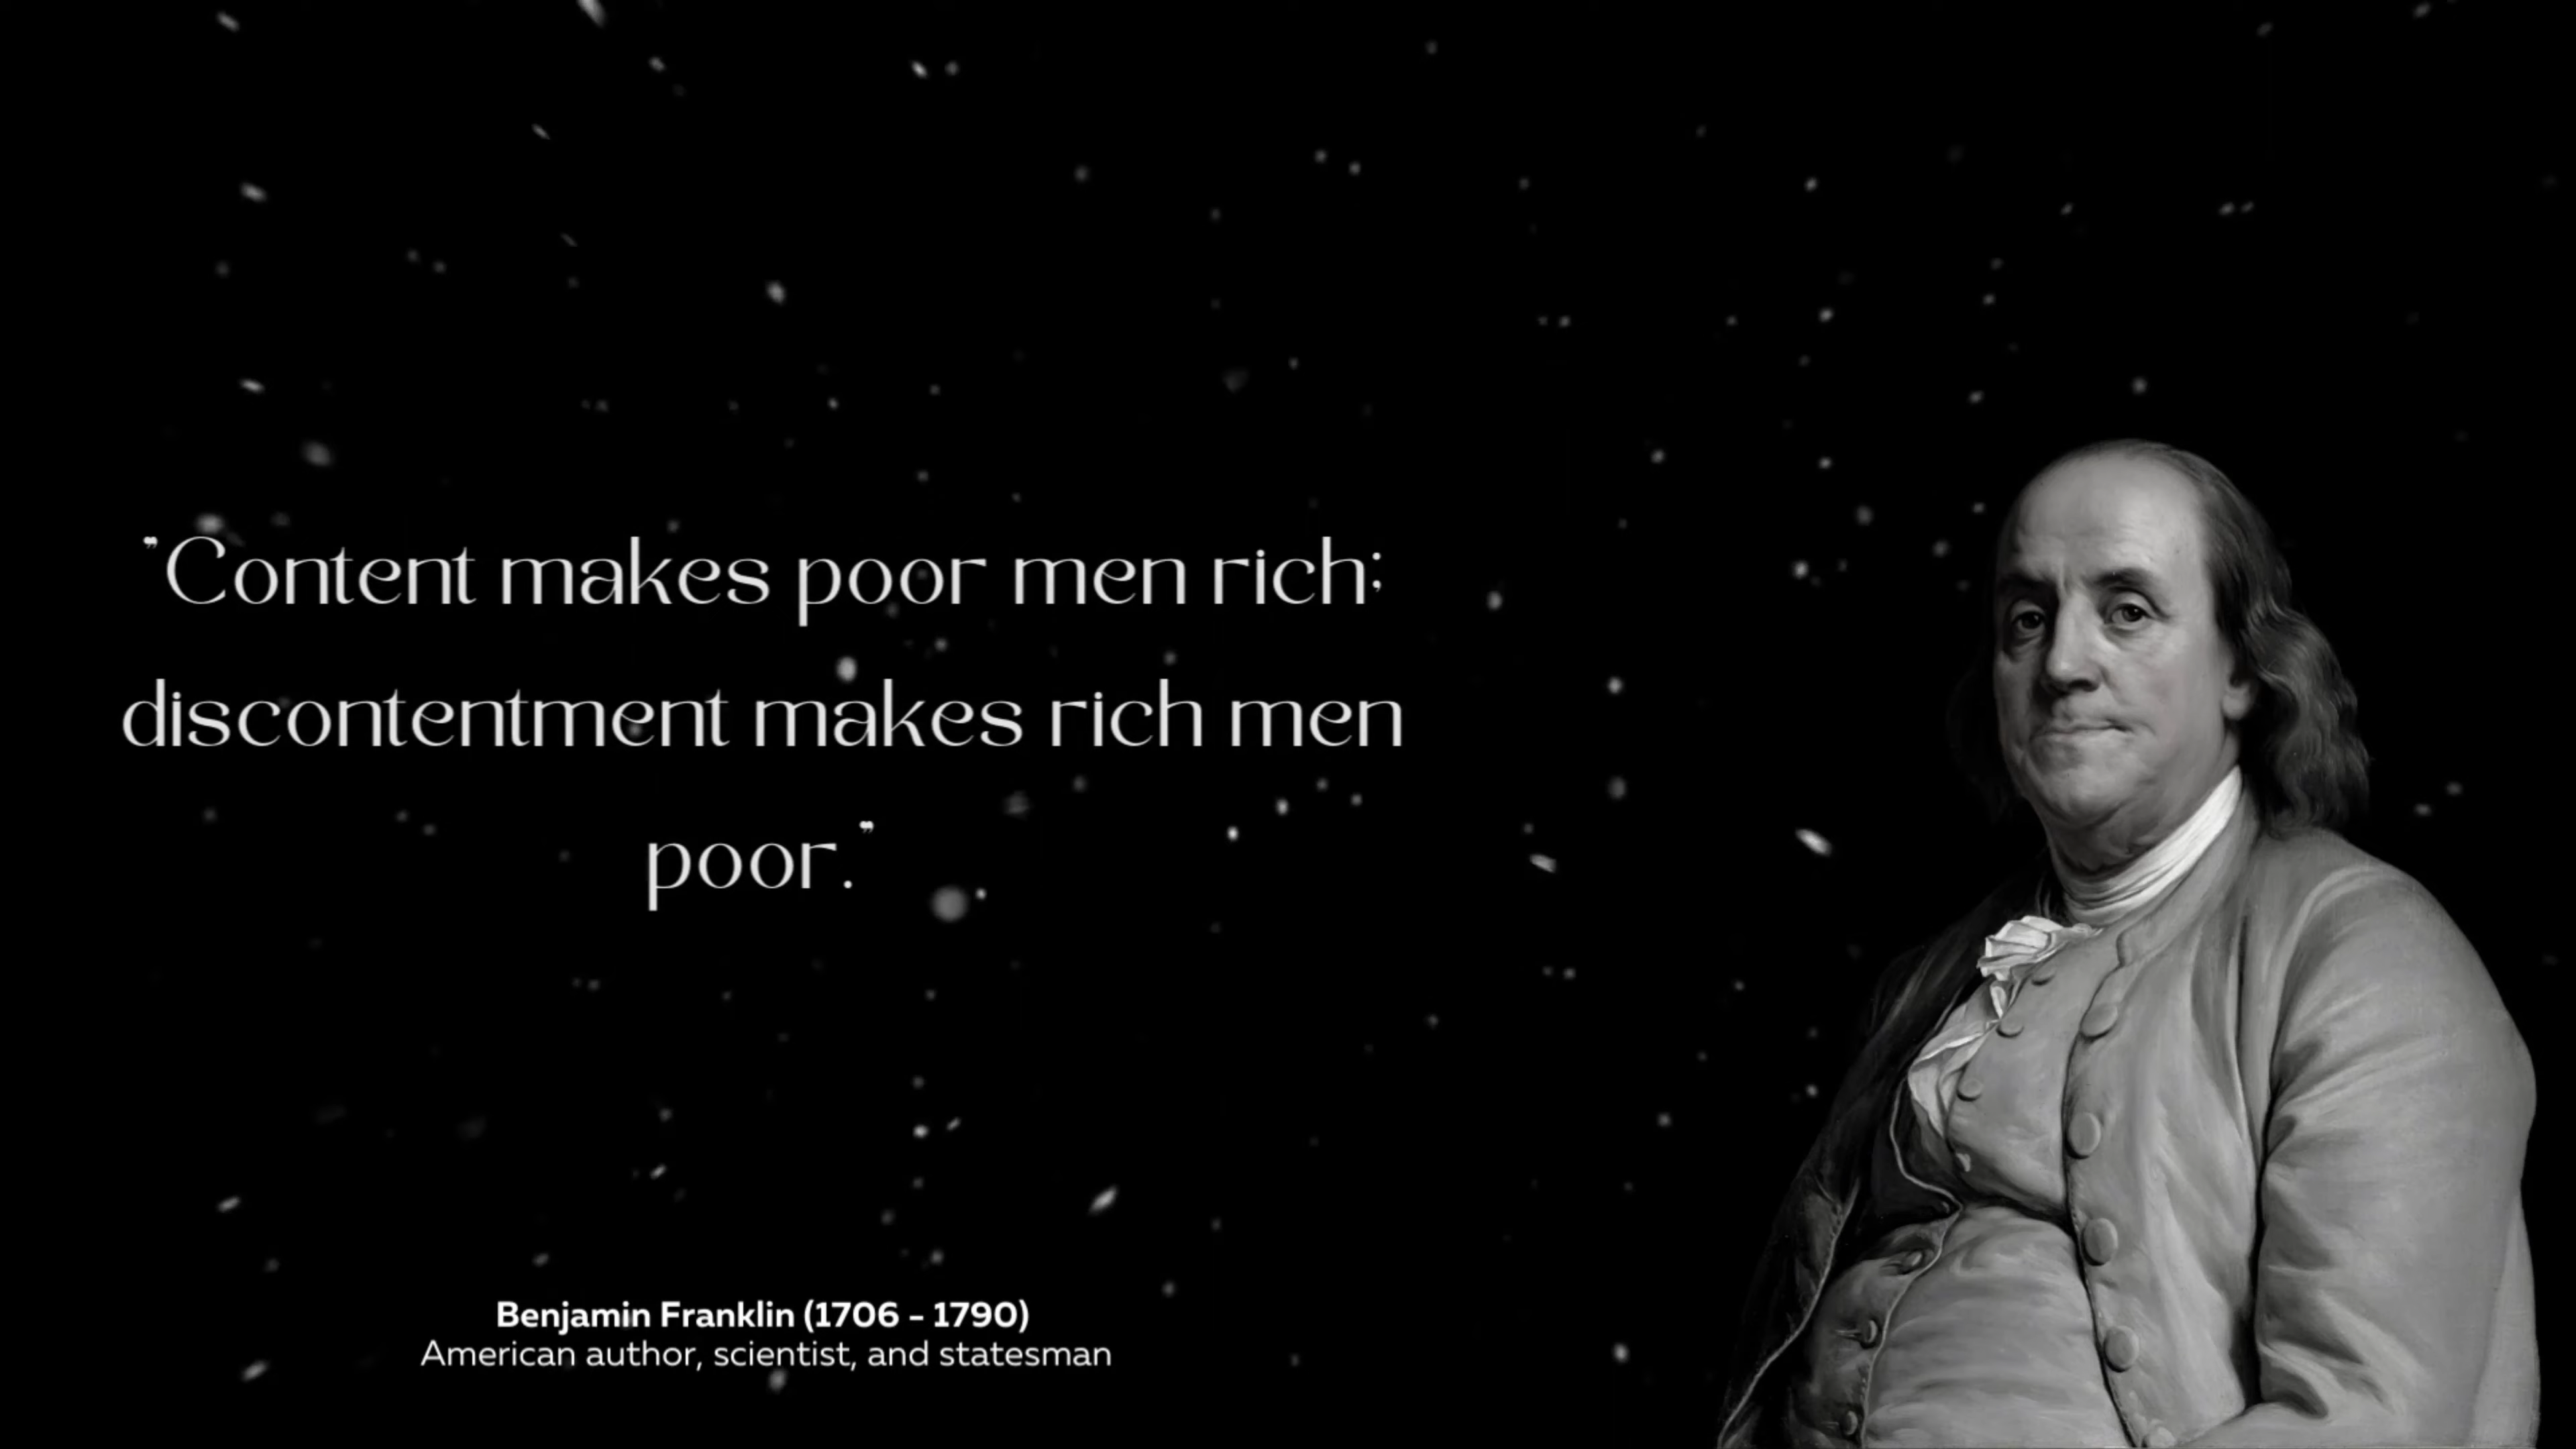 "Content makes poor men rich;
discontentment makes rich men
poor."
Benjamin Franklin (1706 - 1790)
American author, scientist, and statesman